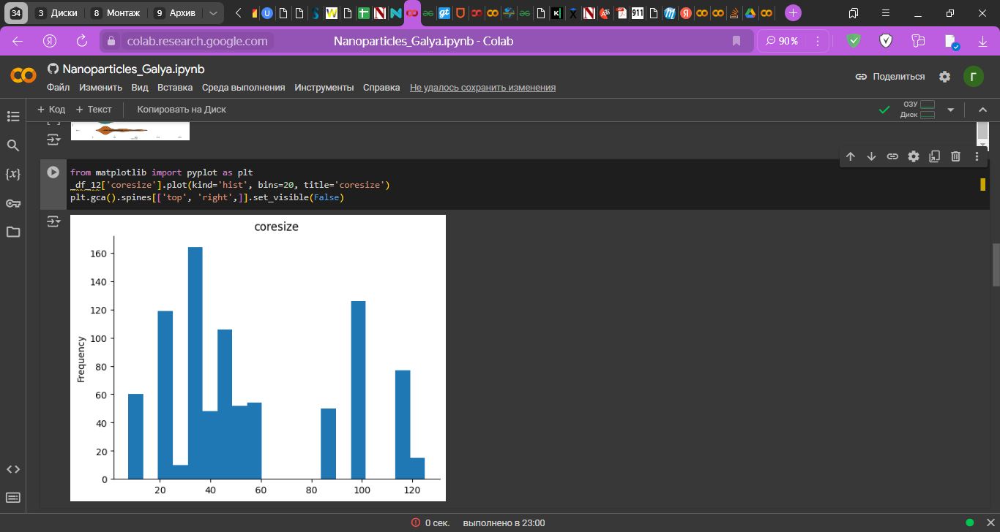 34 3 Диски 8 Монтаж 9 Архив
colab.research.google.com Nanoparticles_Galya.ipynb - Colab 90%
Nanoparticles_Galya.ipynb
Поделиться
Г
Файл Изменить Вид Вставка Среда выполнения Инструменты Справка Не удалось сохранить изменения
+ Код + Текст Копировать на Диск
ОЗУ
Диск
from matplotlib import pyplot as plt
_df_12['coresize'].plot(kind='hist', bins=20, title='coresize')
plt.gca().spines[['top', 'right',]].set_visible(False)
coresize
160
140
120
100
80
60
40
20
0
Frequency
20 40 60 80 100 120
0 сек. выполнено в 23:00